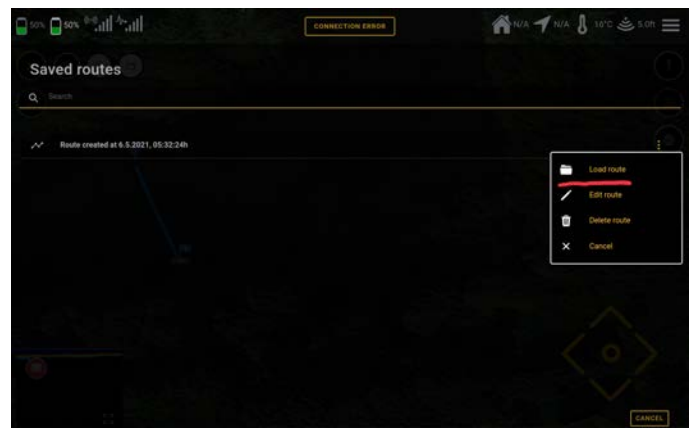 50% 50% CONNECTION ERROR N/A N/A 16°C 5.0ft
Saved routes
Search
Route created at 6.5.2021, 05:32:24h
Load route
Edit route
Delete route
Cancel
CANCEL